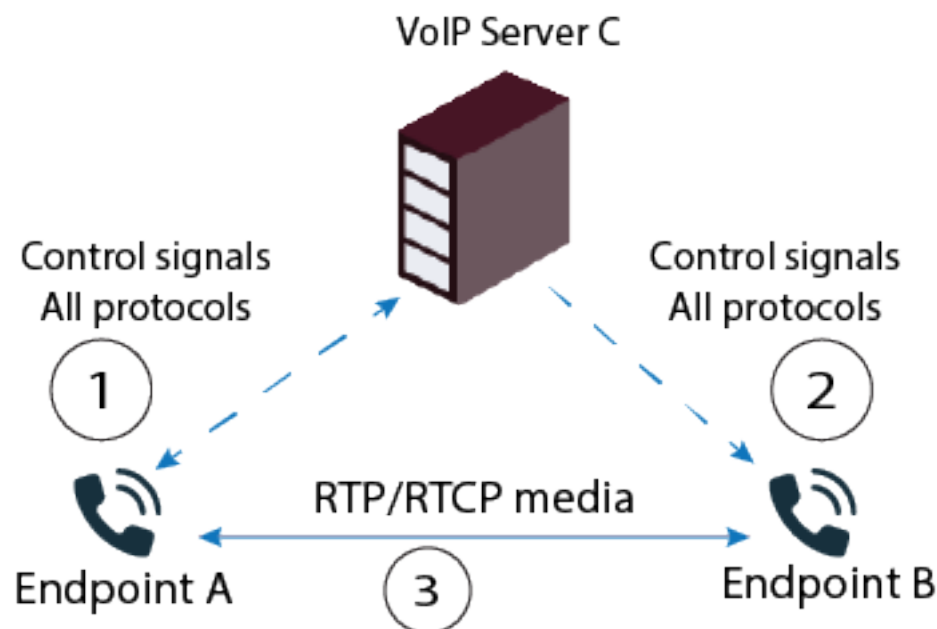 VoIP Server C
Control signals
All protocols
1
Control signals
All protocols
2
RTP/RTCP media
3
Endpoint A
Endpoint B